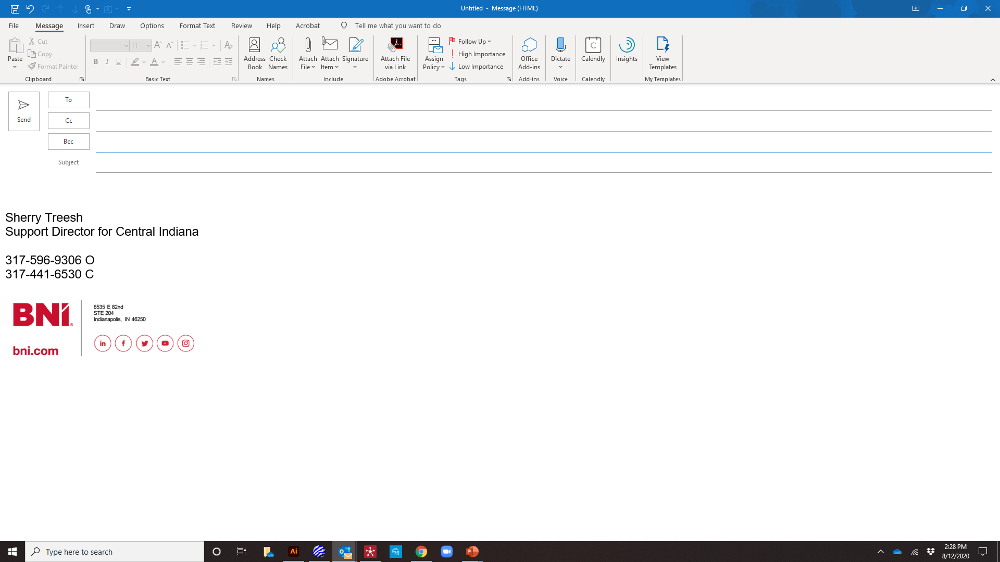 Untitled - Message (HTML)
File Message Insert Draw Options Format Text Review Help Acrobat Tell me what you want to do
Paste
Cut
Copy
Format Painter
Clipboard
11
B I U
Basic Text
Address Book
Check Names
Names
Attach File
Attach Item
Signature
Include
Attach File via Link
Adobe Acrobat
Assign Policy
Follow Up
High Importance
Low Importance
Tags
Office Add-ins
Add-ins
Dictate
Voice
Calendly
Calendly
Insights
View Templates
My Templates
Send
To
Cc
Bcc
Subject
Sherry Treesh
Support Director for Central Indiana
317-596-9306 O
317-441-6530 C
BNI®
bni.com
6535 E 82nd
STE 204
Indianapolis, IN 46250
Type here to search
2:28 PM
8/12/2020